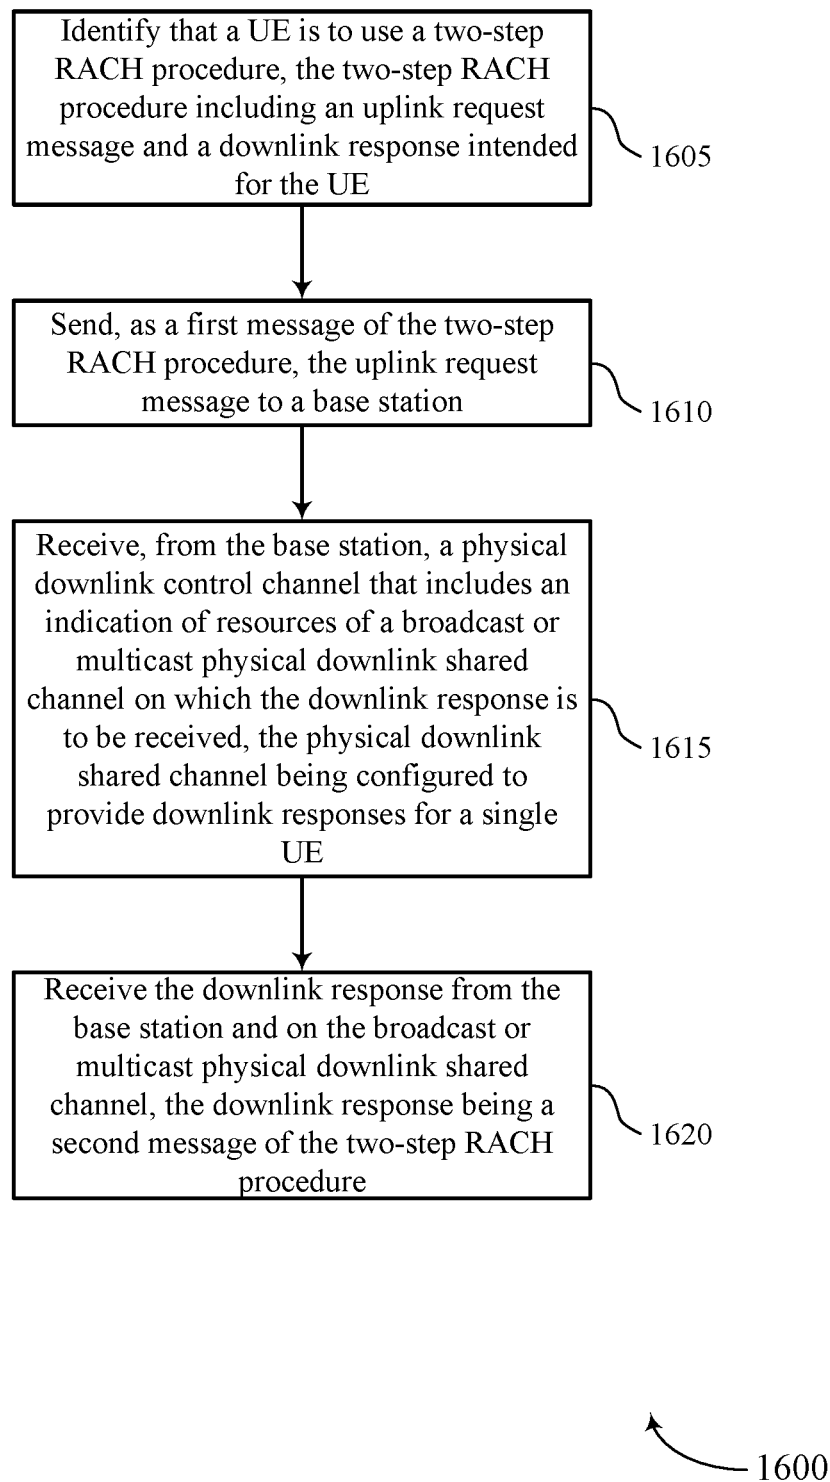 Identify that a UE is to use a two-step
RACH procedure, the two-step RACH
procedure including an uplink request
message and a downlink response intended
for the UE
1605
Send, as a first message of the two-step
RACH procedure, the uplink request
message to a base station
1610
Receive, from the base station, a physical
downlink control channel that includes an
indication of resources of a broadcast or
multicast physical downlink shared
channel on which the downlink response is
to be received, the physical downlink
shared channel being configured to
provide downlink responses for a single
UE
1615
Receive the downlink response from the
base station and on the broadcast or
multicast physical downlink shared
channel, the downlink response being a
second message of the two-step RACH
procedure
1620
1600